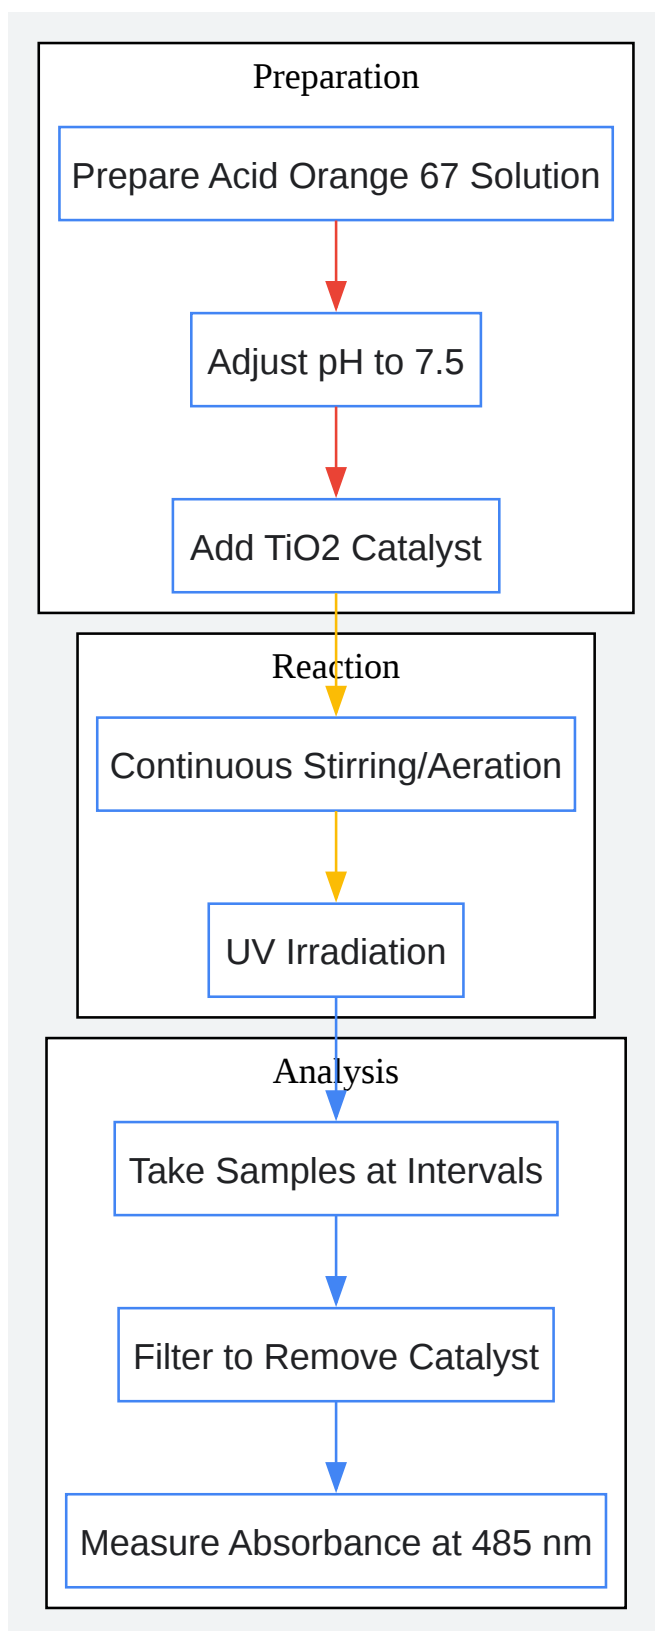 Preparation
Prepare Acid Orange 67 Solution
Adjust pH to 7.5
Add TiO2 Catalyst
Reaction
Continuous Stirring/Aeration
UV Irradiation
Analysis
Take Samples at Intervals
Filter to Remove Catalyst
Measure Absorbance at 485 nm